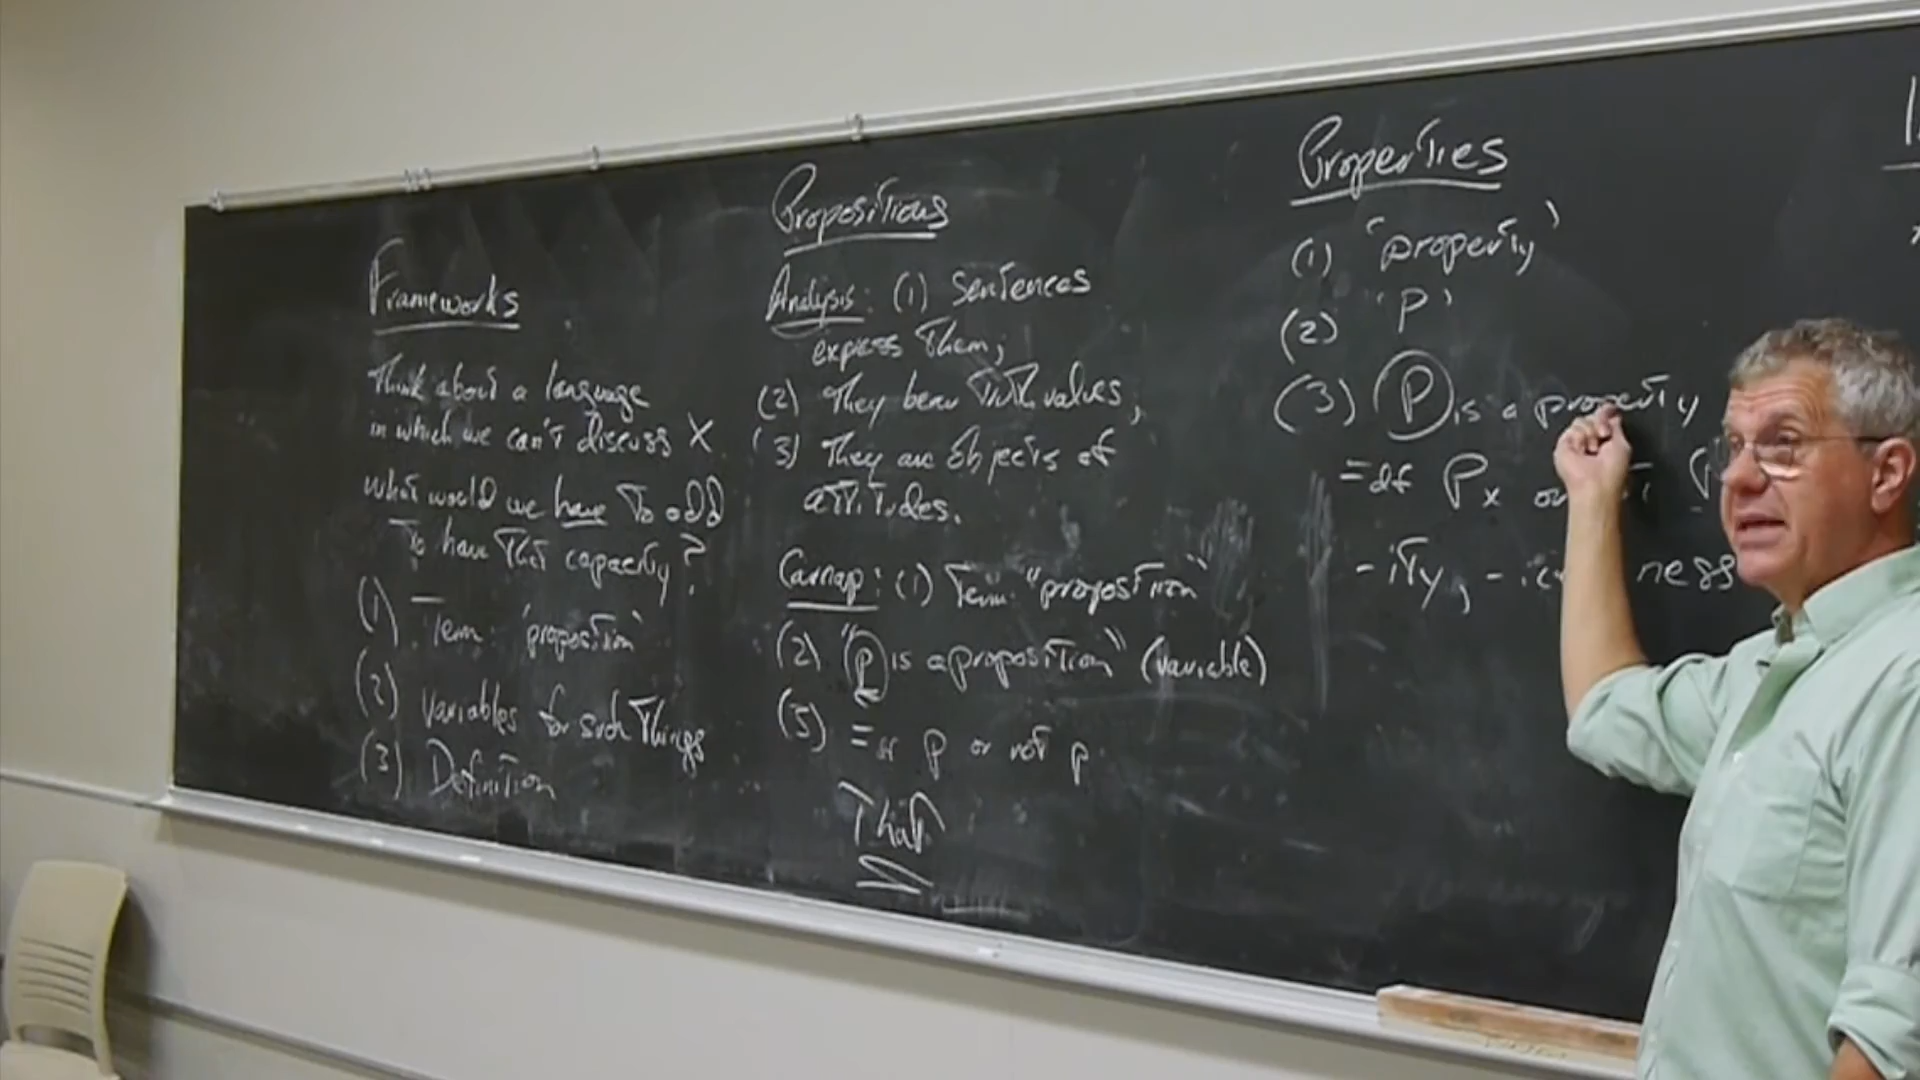 Frameworks
Think about a language
in which we can't discuss X
What would we have to add
To have that capacity?
(1) Term: 'proposition'
(2) variables for such Things
(3) Definition
Propositions
Analysis: (1) sentences
express Them;
(2) They bear Truth values;
(3) They are objects of
attitudes.
Carnap: (1) Term "proposition"
(2) "p is a proposition" (variable)
(3) =df p or not p
That
Properties
(1) 'property'
(2) 'P'
(3) P is a property
=df Px or
-ity, ness